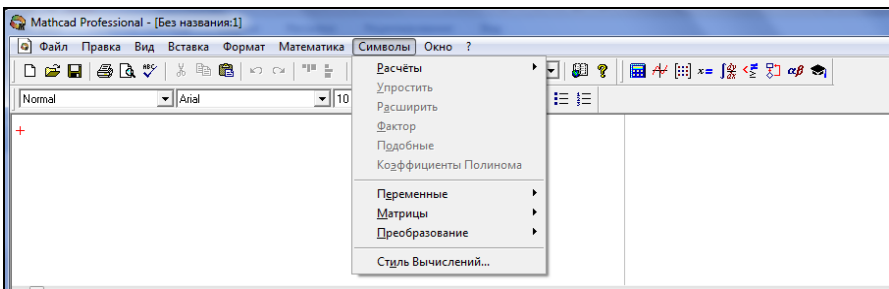 Mathcad Professional - [Без названия:1]
Файл Правка Вид Вставка Формат Математика Символы Окно ?
Normal Arial 10
Расчёты
Упростить
Расширить
Фактор
Подобные
Коэффициенты Полинома
Переменные
Матрицы
Преобразование
Стиль Вычислений...
x=
αβ